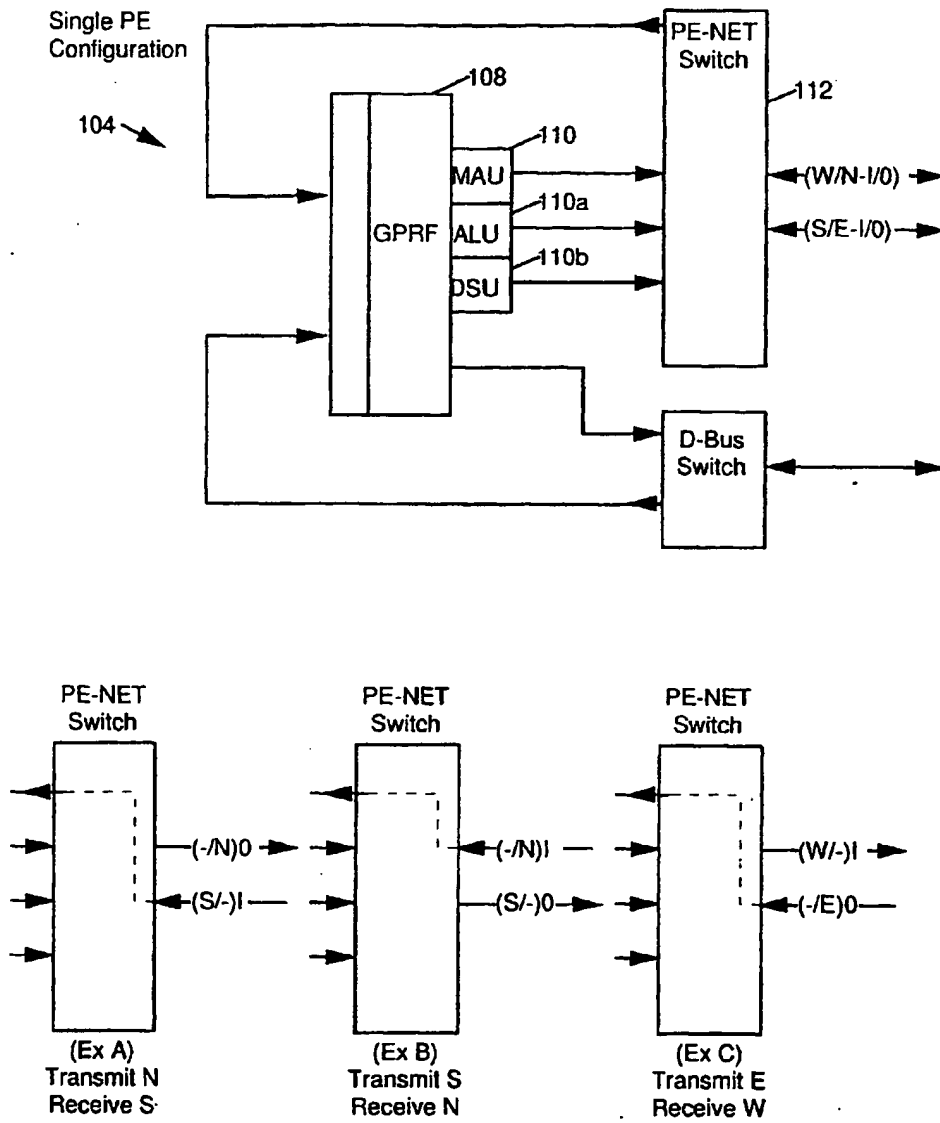 Single PE
Configuration
104
108
110
MAU
110a
GPRF
ALU
110b
DSU
PE-NET
Switch
112
(W/N-I/0)
(S/E-I/0)
D-Bus
Switch
PE-NET
Switch
(-/N)0
(S/-)I
(Ex A)
Transmit N
Receive S
PE-NET
Switch
(-/N)I
(S/-)0
(Ex B)
Transmit S
Receive N
PE-NET
Switch
(W/-)I
(-/E)0
(Ex C)
Transmit E
Receive W